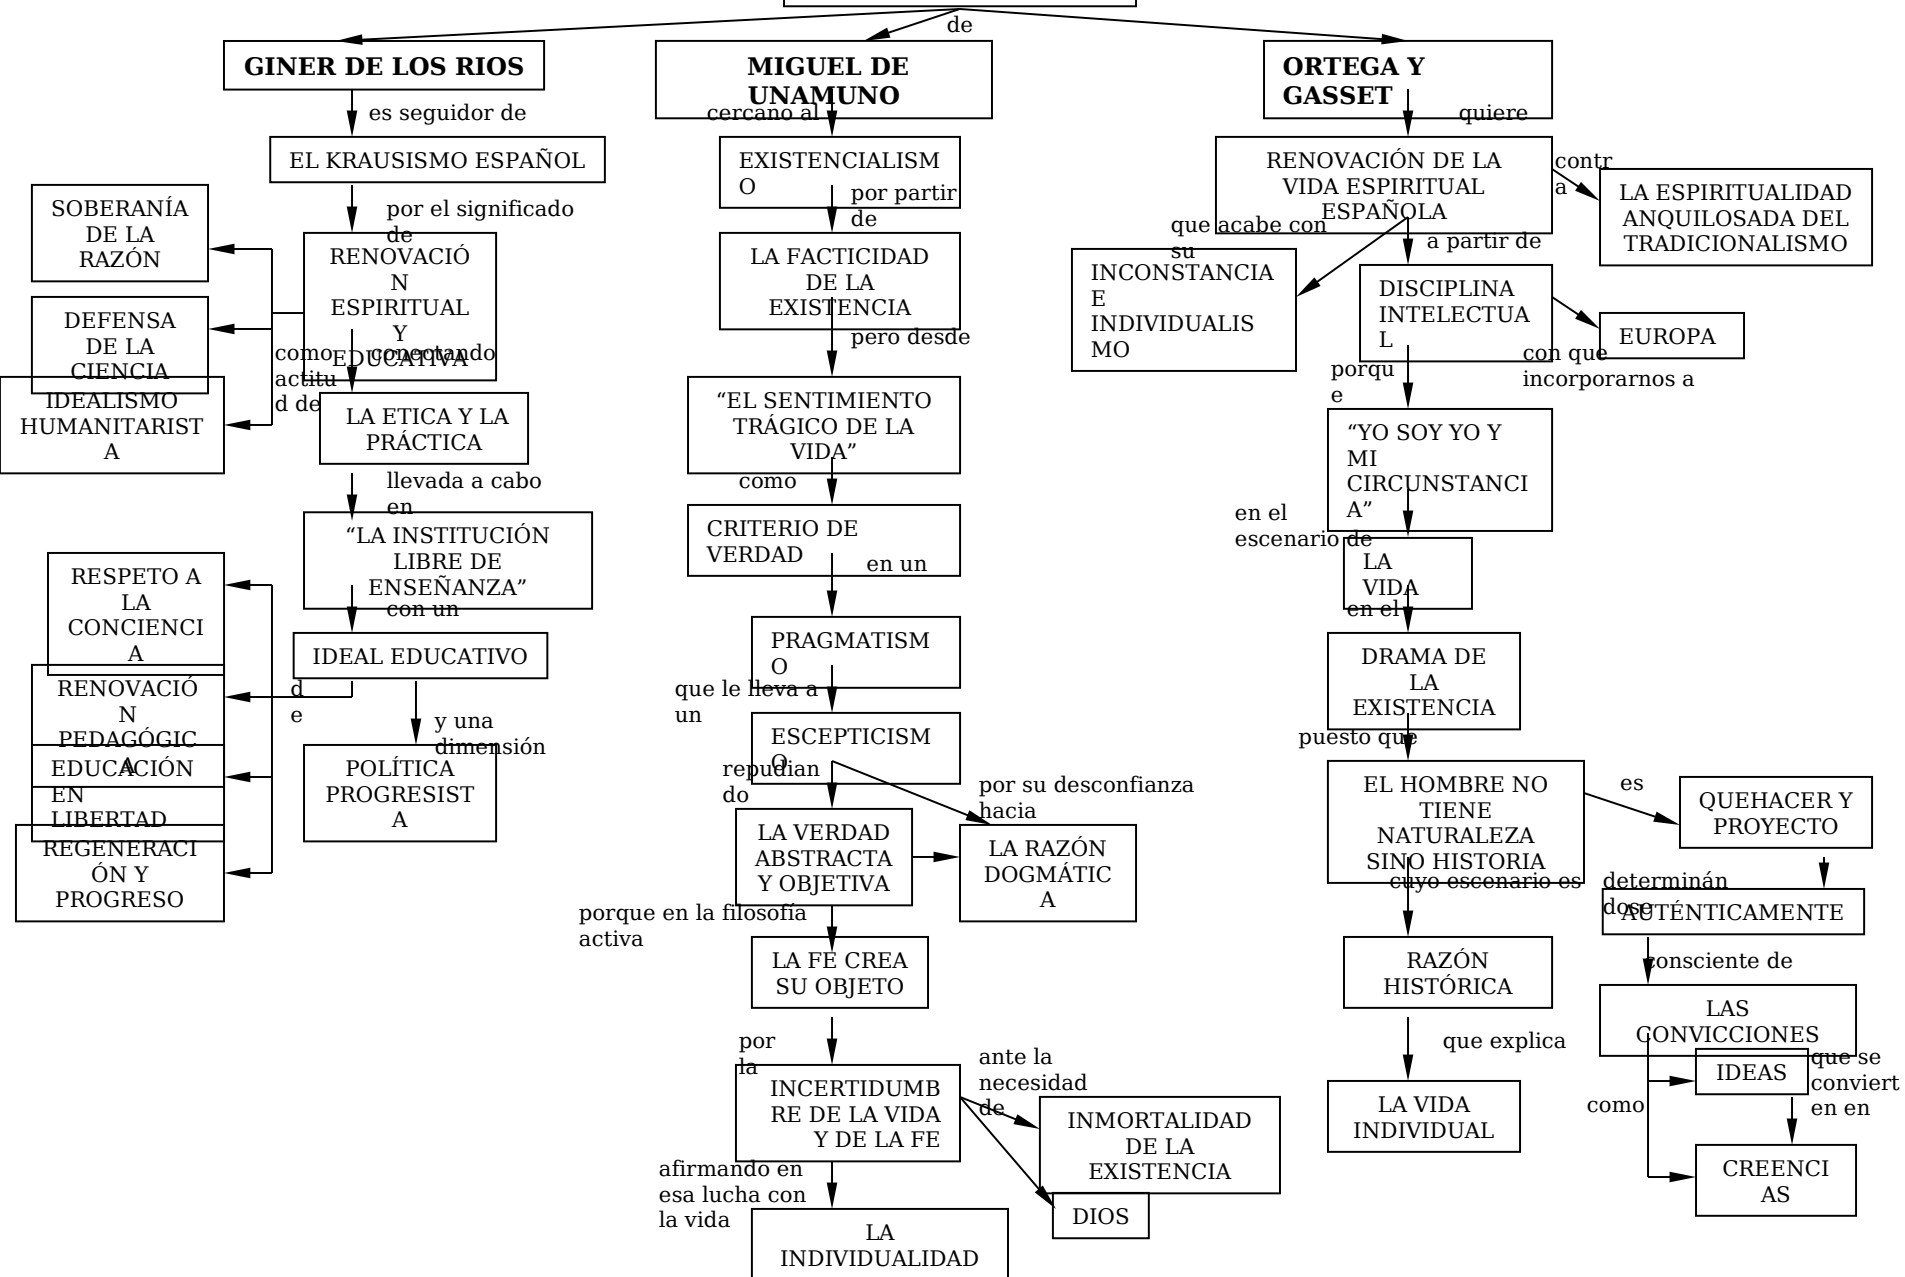 de
GINER DE LOS RIOS
es seguidor de
EL KRAUSISMO ESPAÑOL
por el significado
de
RENOVACIÓ
N
ESPIRITUAL
Y
EDUCATIVA
SOBERANÍA
DE LA
RAZÓN
DEFENSA
DE LA
CIENCIA
IDEALISMO
HUMANITARIST
A
como
actitu
d de
conectando
LA ETICA Y LA
PRÁCTICA
llevada a cabo
en
“LA INSTITUCIÓN
LIBRE DE
ENSEÑANZA”
con un
IDEAL EDUCATIVO
d
e
RESPETO A
LA
CONCIENCI
A
RENOVACIÓ
N
PEDAGÓGIC
A
EDUCACIÓN
EN
LIBERTAD
REGENERACI
ÓN Y
PROGRESO
y una
dimensión
POLÍTICA
PROGRESIST
A
MIGUEL DE
UNAMUNO
cercano al
EXISTENCIALISM
O
por partir
de
LA FACTICIDAD
DE LA
EXISTENCIA
pero desde
“EL SENTIMIENTO
TRÁGICO DE LA
VIDA”
como
CRITERIO DE
VERDAD
en un
PRAGMATISM
O
que le lleva a
un
ESCEPTICISM
O
repudian
do
por su desconfianza
hacia
LA VERDAD
ABSTRACTA
Y OBJETIVA
LA RAZÓN
DOGMÁTIC
A
porque en la filosofía
activa
LA FE CREA
SU OBJETO
por
la
INCERTIDUMB
RE DE LA VIDA
Y DE LA FE
ante la
necesidad
de
INMORTALIDAD
DE LA
EXISTENCIA
DIOS
afirmando en
esa lucha con
la vida
LA
INDIVIDUALIDAD
ORTEGA Y
GASSET
quiere
RENOVACIÓN DE LA
VIDA ESPIRITUAL
ESPAÑOLA
contr
a
LA ESPIRITUALIDAD
ANQUILOSADA DEL
TRADICIONALISMO
que acabe con
su
INCONSTANCIA
E
INDIVIDUALIS
MO
a partir de
DISCIPLINA
INTELECTUA
L
EUROPA
con que
incorporarnos a
porqu
e
“YO SOY YO Y
MI
CIRCUNSTANCI
A”
en el
escenario de
LA
VIDA
en el
DRAMA DE
LA
EXISTENCIA
puesto que
EL HOMBRE NO
TIENE
NATURALEZA
SINO HISTORIA
es
QUEHACER Y
PROYECTO
cuyo escenario es
RAZÓN
HISTÓRICA
que explica
LA VIDA
INDIVIDUAL
determinán
dose
AUTÉNTICAMENTE
consciente de
LAS
CONVICCIONES
como
IDEAS
que se
conviert
en en
CREENCI
AS